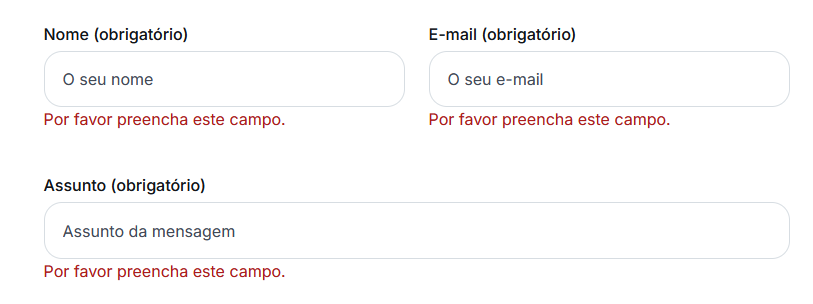 Nome (obrigatório)
E-mail (obrigatório)
O seu nome
O seu e-mail
Por favor preencha este campo.
Por favor preencha este campo.
Assunto (obrigatório)
Assunto da mensagem
Por favor preencha este campo.